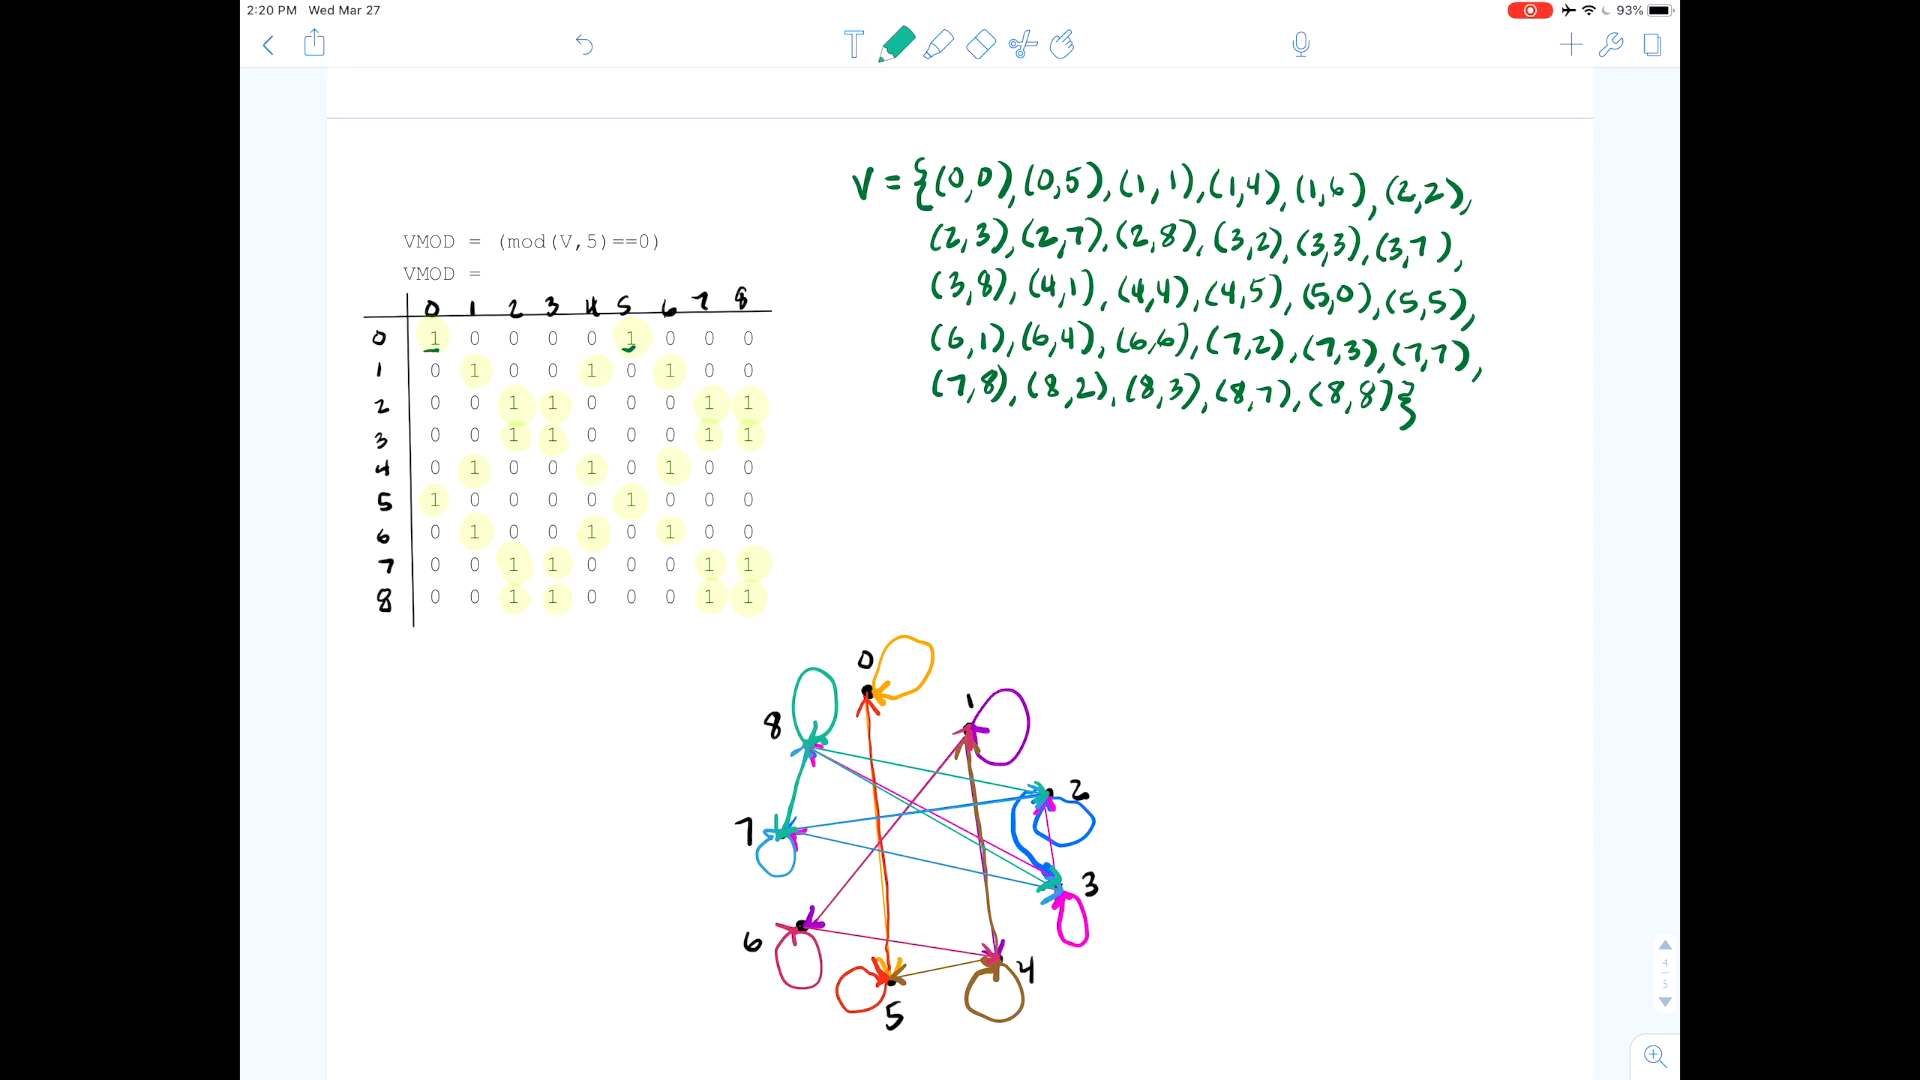 2:20 PM Wed Mar 27
93%
T
V = {(0,0), (0,5), (1,1), (1,4), (1,6), (2,2),
(2,3), (2,7), (2,8), (3,2), (3,3), (3,7),
(3,8), (4,1), (4,4), (4,5), (5,0), (5,5),
(6,1), (6,4), (6,6), (7,2), (7,3), (7,7),
(7,8), (8,2), (8,3), (8,7), (8,8)}
VMOD = (mod(V,5)==0)
VMOD =
0 1 2 3 4 5 6 7 8
0 1 0 0 0 0 1 0 0 0
1 0 1 0 0 1 0 1 0 0
2 0 0 1 1 0 0 0 1 1
3 0 0 1 1 0 0 0 1 1
4 0 1 0 0 1 0 1 0 0
5 1 0 0 0 0 1 0 0 0
6 0 1 0 0 1 0 1 0 0
7 0 0 1 1 0 0 0 1 1
8 0 0 1 1 0 0 0 1 1
0
1
8
2
7
3
6
4
5
4
5